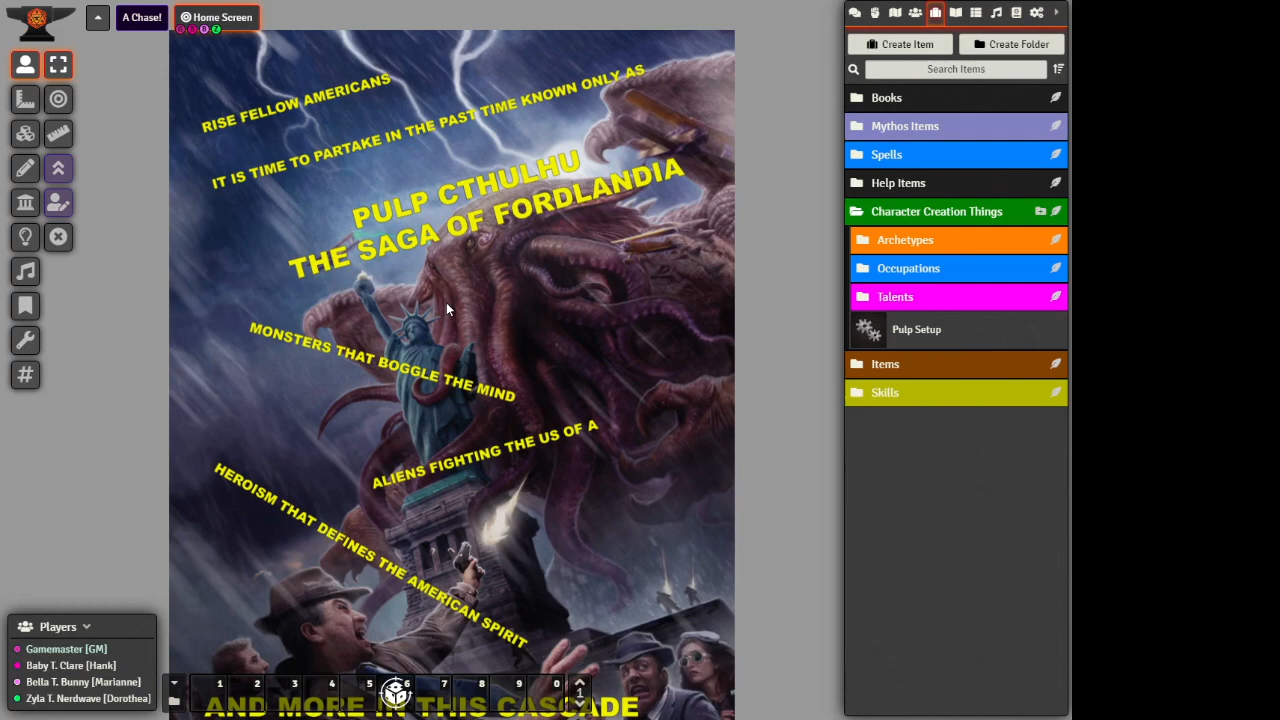 A Chase!
Home Screen
G
B
B
Z
RISE FELLOW AMERICANS
IT IS TIME TO PARTAKE IN THE PAST TIME KNOWN ONLY AS
PULP CTHULHU
THE SAGA OF FORDLANDIA
MONSTERS THAT BOGGLE THE MIND
ALIENS FIGHTING THE US OF A
HEROISM THAT DEFINES THE AMERICAN SPIRIT
AND MORE IN THIS CASCADE
Players
Gamemaster [GM]
Baby T. Clare [Hank]
Bella T. Bunny [Marianne]
Zyla T. Nerdwave [Dorothea]
1 2 3 4 5 6 7 8 9 0
1
Create Item
Create Folder
Search Items
Books
Mythos Items
Spells
Help Items
Character Creation Things
Archetypes
Occupations
Talents
Pulp Setup
Items
Skills